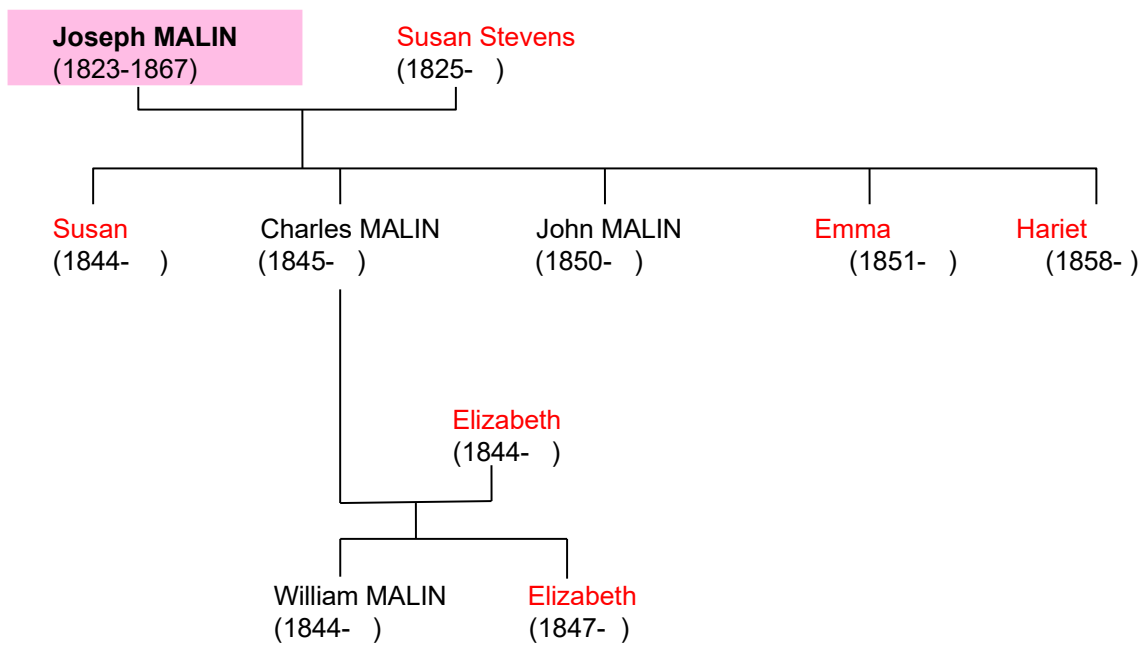 Joseph MALIN Susan Stevens
(1823-1867) (1825- )
Susan Charles MALIN John MALIN Emma Hariet
(1844- ) (1845- ) (1850- ) (1851- ) (1858- )
Elizabeth
(1844- )
William MALIN Elizabeth
(1844- ) (1847- )